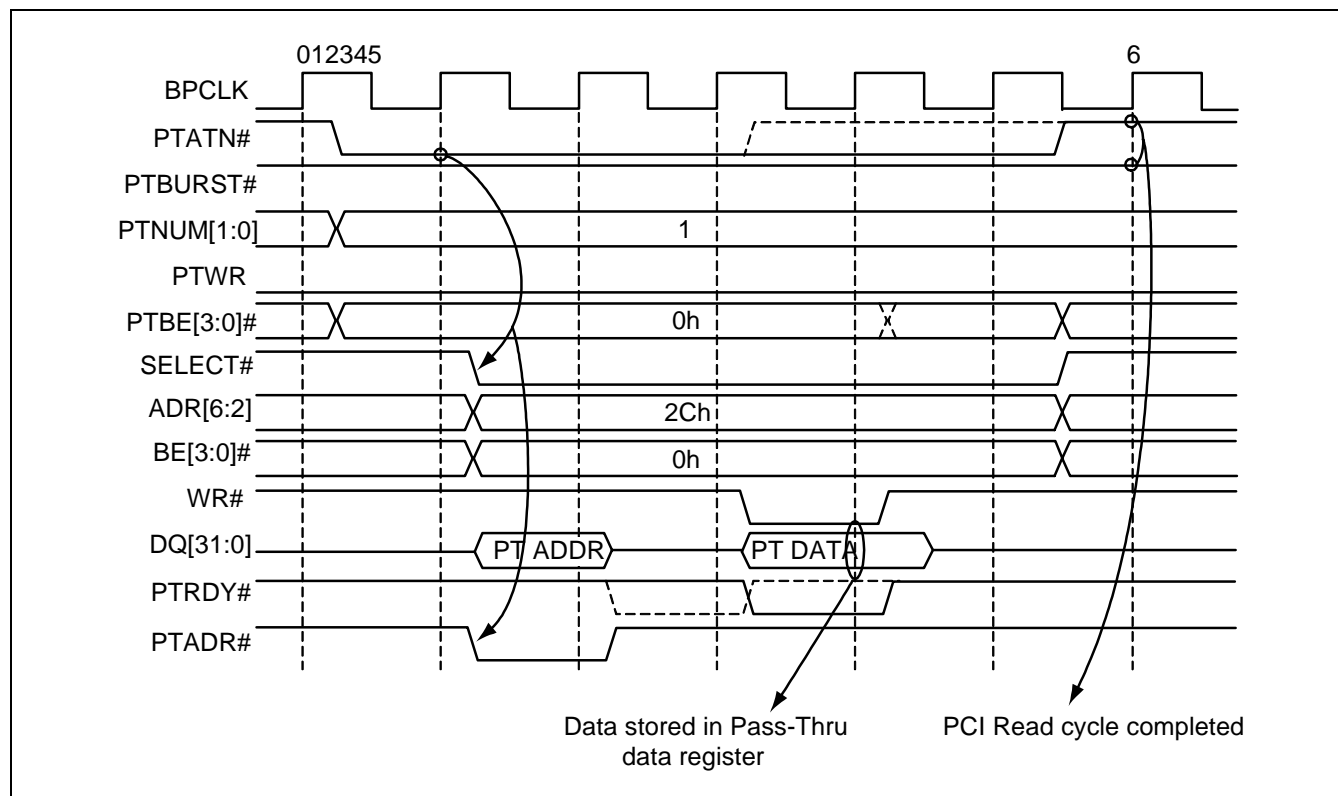 012345 6
BPCLK
PTATN#
PTBURST#
PTNUM[1:0] 1
PTWR
PTBE[3:0]# 0h
SELECT#
ADR[6:2] 2Ch
BE[3:0]# 0h
WR#
DQ[31:0] PT ADDR PT DATA
PTRDY#
PTADR#
Data stored in Pass-Thru
data register
PCI Read cycle completed